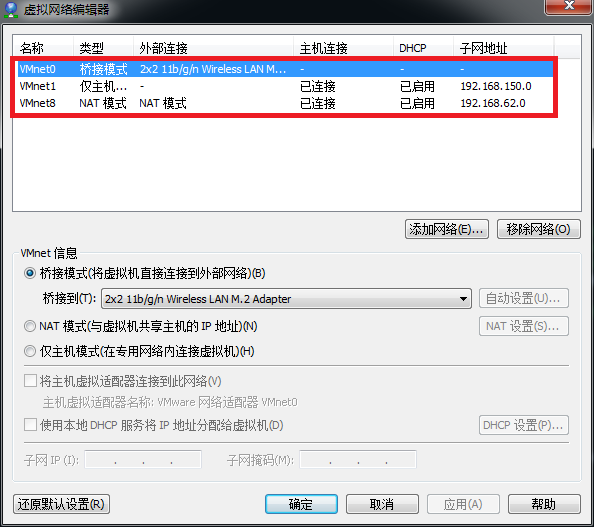 虚拟网络编辑器
名称 类型 外部连接 主机连接 DHCP 子网地址
VMnet0 桥接模式 2x2 11b/g/n Wireless LAN M... - - -
VMnet1 仅主机... - 已连接 已启用 192.168.150.0
VMnet8 NAT 模式 NAT 模式 已连接 已启用 192.168.62.0
添加网络(E)... 移除网络(O)
VMnet 信息
桥接模式(将虚拟机直接连接到外部网络)(B)
桥接到(T): 2x2 11b/g/n Wireless LAN M.2 Adapter 自动设置(U)...
NAT 模式(与虚拟机共享主机的 IP 地址)(N) NAT 设置(S)...
仅主机模式(在专用网络内连接虚拟机)(H)
将主机虚拟适配器连接到此网络(V)
主机虚拟适配器名称: VMware 网络适配器 VMnet0
使用本地 DHCP 服务将 IP 地址分配给虚拟机(D) DHCP 设置(P)...
子网 IP (I): . . . 子网掩码(M): . . .
还原默认设置(R) 确定 取消 应用(A) 帮助